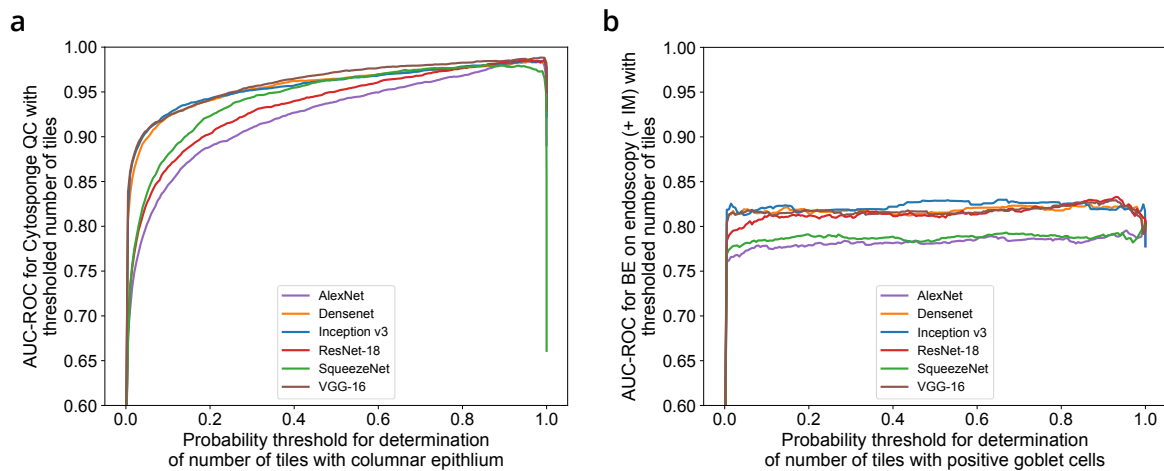 a
AUC-ROC for Cytosponge QC with
thresholded number of tiles
1.00
0.95
0.90
0.85
0.80
0.75
0.70
0.65
0.60
AlexNet
Densenet
Inception v3
ResNet-18
SqueezeNet
VGG-16
0.0 0.2 0.4 0.6 0.8 1.0
Probability threshold for determination
of number of tiles with columnar epithlium
b
AUC-ROC for BE on endoscopy (+ IM) with
thresholded number of tiles
1.00
0.95
0.90
0.85
0.80
0.75
0.70
0.65
0.60
AlexNet
Densenet
Inception v3
ResNet-18
SqueezeNet
VGG-16
0.0 0.2 0.4 0.6 0.8 1.0
Probability threshold for determination
of number of tiles with positive goblet cells